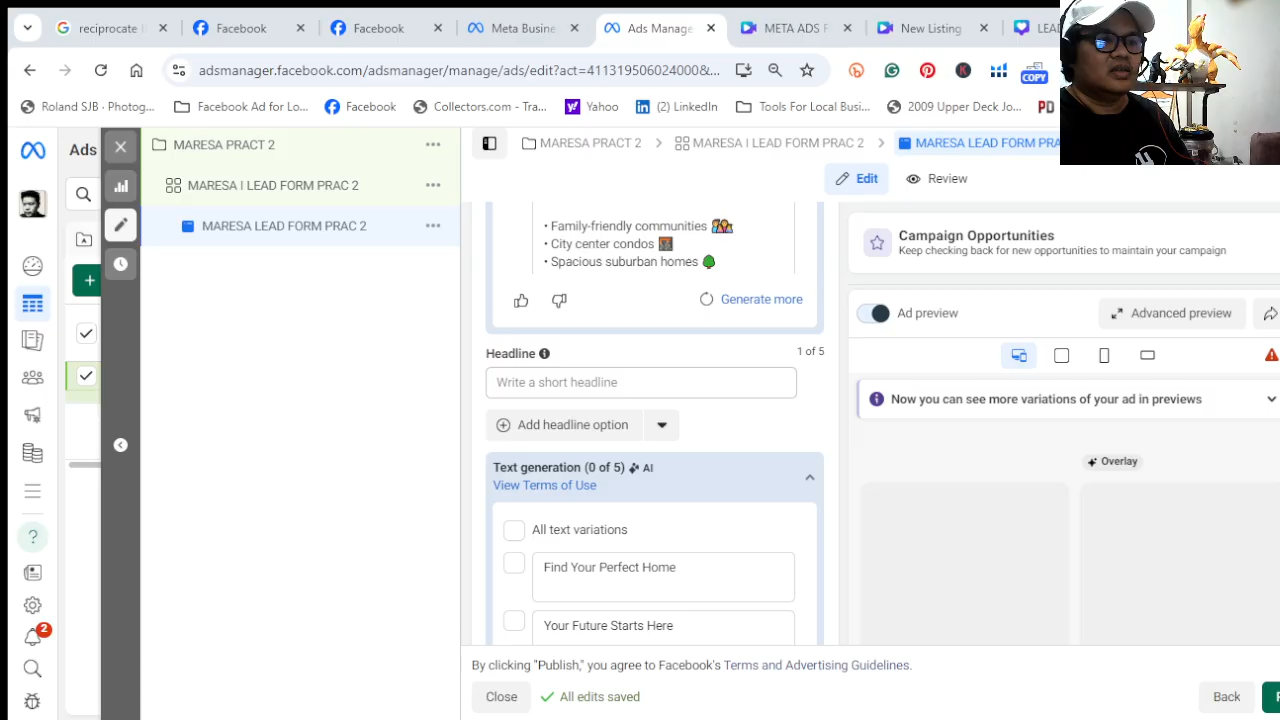 reciprocate
Facebook
Facebook
Meta Busine
Ads Manage
META ADS F
New Listing
LEA
adsmanager.facebook.com/adsmanager/manage/ads/edit?act=411319506024000&...
COPY
Roland SJB - Photog...
Facebook Ad for Lo...
Facebook
Collectors.com - Tra...
Yahoo
(2) LinkedIn
Tools For Local Busi...
2009 Upper Deck Jo...
PD
Ads
MARESA PRACT 2
MARESA I LEAD FORM PRAC 2
MARESA LEAD FORM PRAC 2
2
MARESA PRACT 2
MARESA I LEAD FORM PRAC 2
MARESA LEAD FORM PRA
Edit
Review
• Family-friendly communities
• City center condos
• Spacious suburban homes
Generate more
Headline
1 of 5
Write a short headline
Add headline option
Text generation (0 of 5) AI
View Terms of Use
All text variations
Find Your Perfect Home
Your Future Starts Here
Campaign Opportunities
Keep checking back for new opportunities to maintain your campaign
Ad preview
Advanced preview
Now you can see more variations of your ad in previews
Overlay
By clicking "Publish," you agree to Facebook's Terms and Advertising Guidelines.
Close
All edits saved
Back